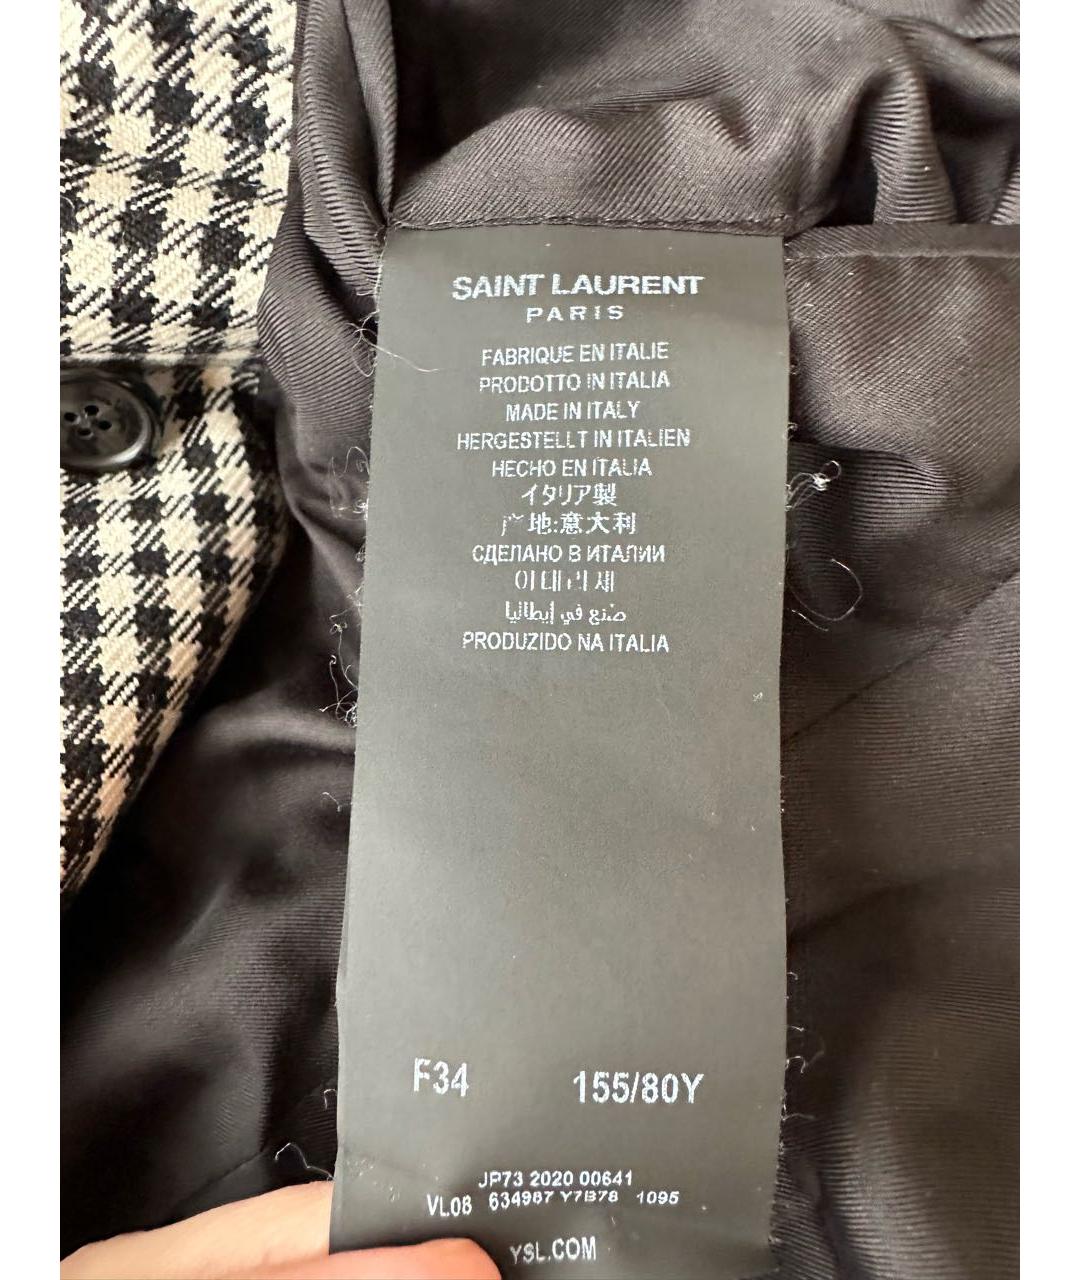 SAINT LAURENT
PARIS
FABRIQUE EN ITALIE
PRODOTTO IN ITALIA
MADE IN ITALY
HERGESTELLT IN ITALIEN
HECHO EN ITALIA
イタリア製
产地:意大利
СДЕЛАНО В ИТАЛИИ
이태리제
صنع في إيطاليا
PRODUZIDO NA ITALIA
F34 155/80Y
JP73 2020 00641
VL08 634987 Y7B78 1095
YSL.COM